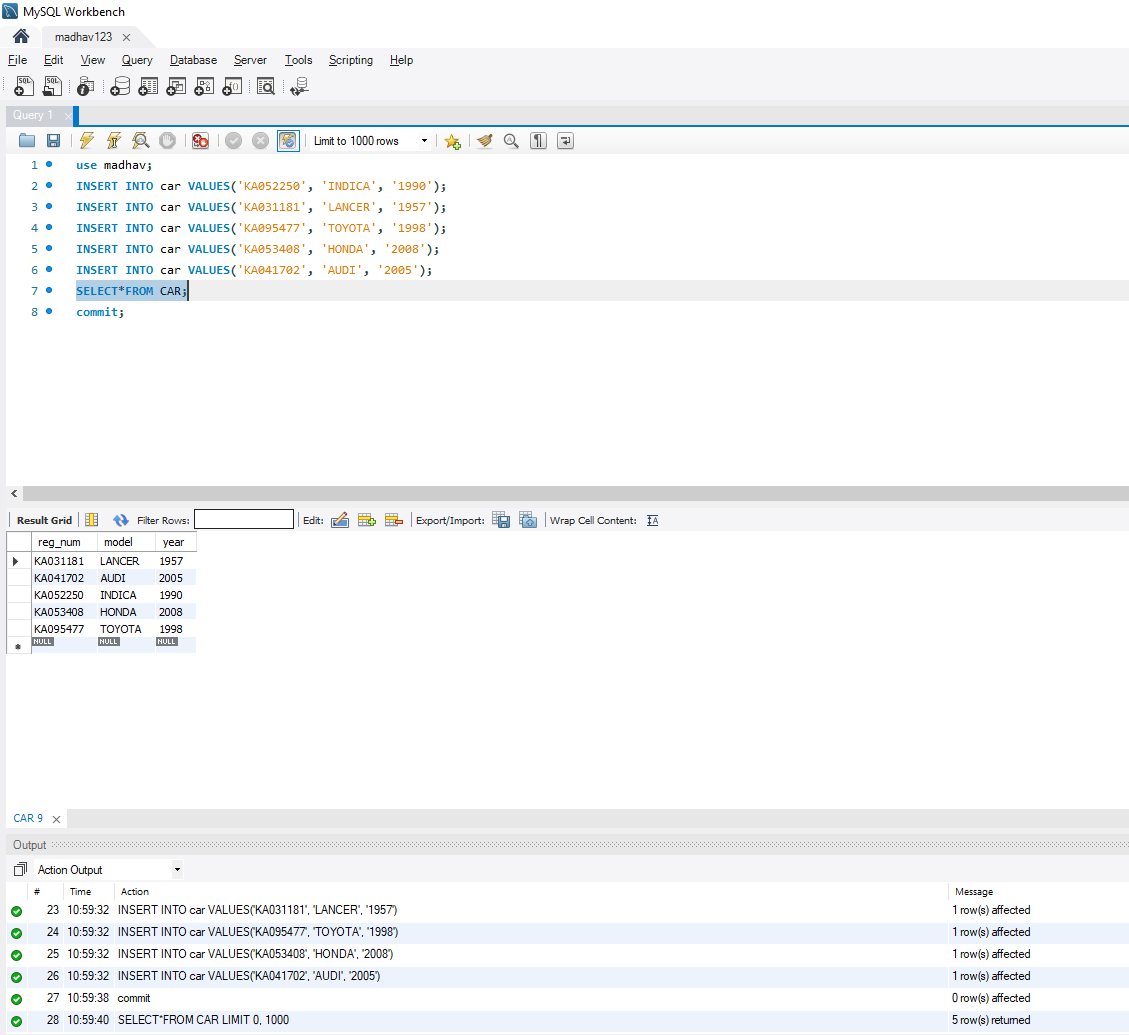 MySQL Workbench
madhav123
File Edit View Query Database Server Tools Scripting Help
Query 1
Limit to 1000 rows
1 use madhav;
2 INSERT INTO car VALUES('KA052250', 'INDICA', '1990');
3 INSERT INTO car VALUES('KA031181', 'LANCER', '1957');
4 INSERT INTO car VALUES('KA095477', 'TOYOTA', '1998');
5 INSERT INTO car VALUES('KA053408', 'HONDA', '2008');
6 INSERT INTO car VALUES('KA041702', 'AUDI', '2005');
7 SELECT*FROM CAR;
8 commit;
Result Grid Filter Rows: Edit: Export/Import: Wrap Cell Content:
reg_num model year
KA031181 LANCER 1957
KA041702 AUDI 2005
KA052250 INDICA 1990
KA053408 HONDA 2008
KA095477 TOYOTA 1998
NULL NULL NULL
CAR 9
Output
Action Output
# Time Action Message
23 10:59:32 INSERT INTO car VALUES('KA031181', 'LANCER', '1957') 1 row(s) affected
24 10:59:32 INSERT INTO car VALUES('KA095477', 'TOYOTA', '1998') 1 row(s) affected
25 10:59:32 INSERT INTO car VALUES('KA053408', 'HONDA', '2008') 1 row(s) affected
26 10:59:32 INSERT INTO car VALUES('KA041702', 'AUDI', '2005') 1 row(s) affected
27 10:59:38 commit 0 row(s) affected
28 10:59:40 SELECT*FROM CAR LIMIT 0, 1000 5 row(s) returned